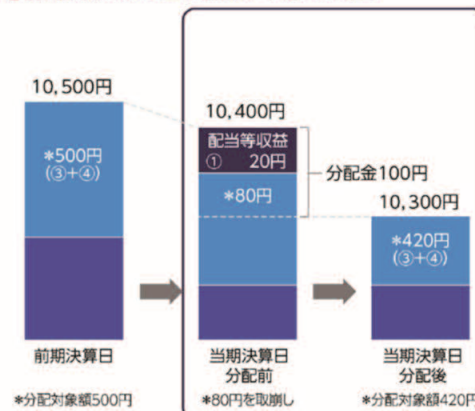 10,500円
*500円
(③+④)
前期決算日
*分配対象額500円
10,400円
配当等収益
① 20円
*80円
分配金100円
当期決算日
分配前
*80円を取崩し
10,300円
*420円
(③+④)
当期決算日
分配後
*分配対象額420円